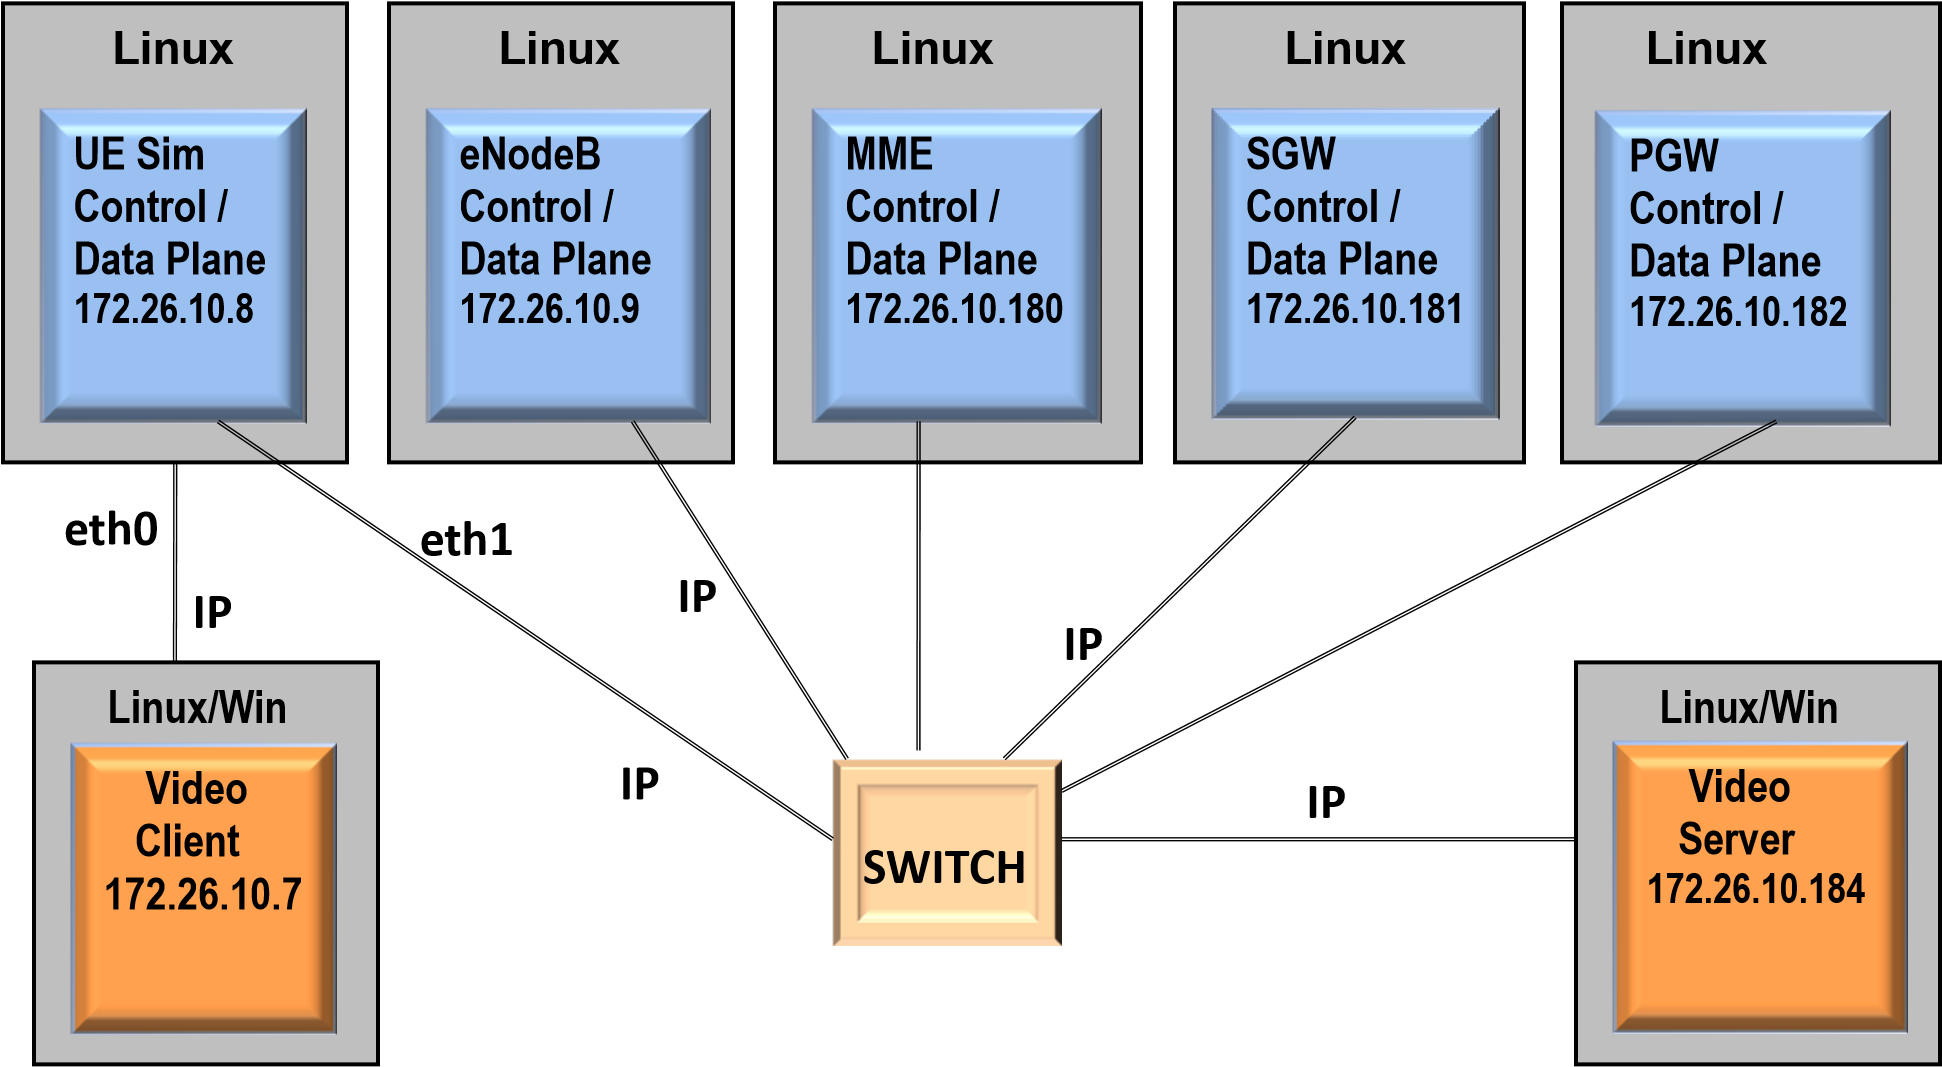 Linux
UE Sim
Control /
Data Plane
172.26.10.8
Linux
eNodeB
Control /
Data Plane
172.26.10.9
Linux
MME
Control /
Data Plane
172.26.10.180
Linux
SGW
Control /
Data Plane
172.26.10.181
Linux
PGW
Control /
Data Plane
172.26.10.182
eth0
eth1
IP
IP
IP
IP
IP
Linux/Win
Video
Client
172.26.10.7
SWITCH
Linux/Win
Video
Server
172.26.10.184